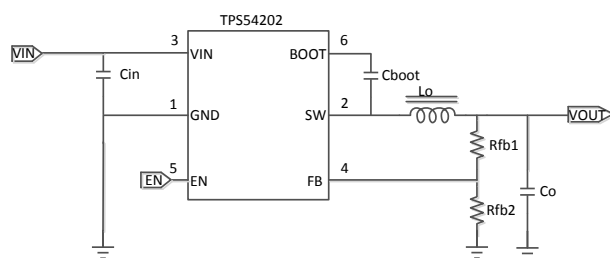 TPS54202
VIN
3
VIN
BOOT
6
Cin
Cboot
Lo
1
GND
SW
2
VOUT
Rfb1
5
EN
EN
FB
4
Rfb2
Co